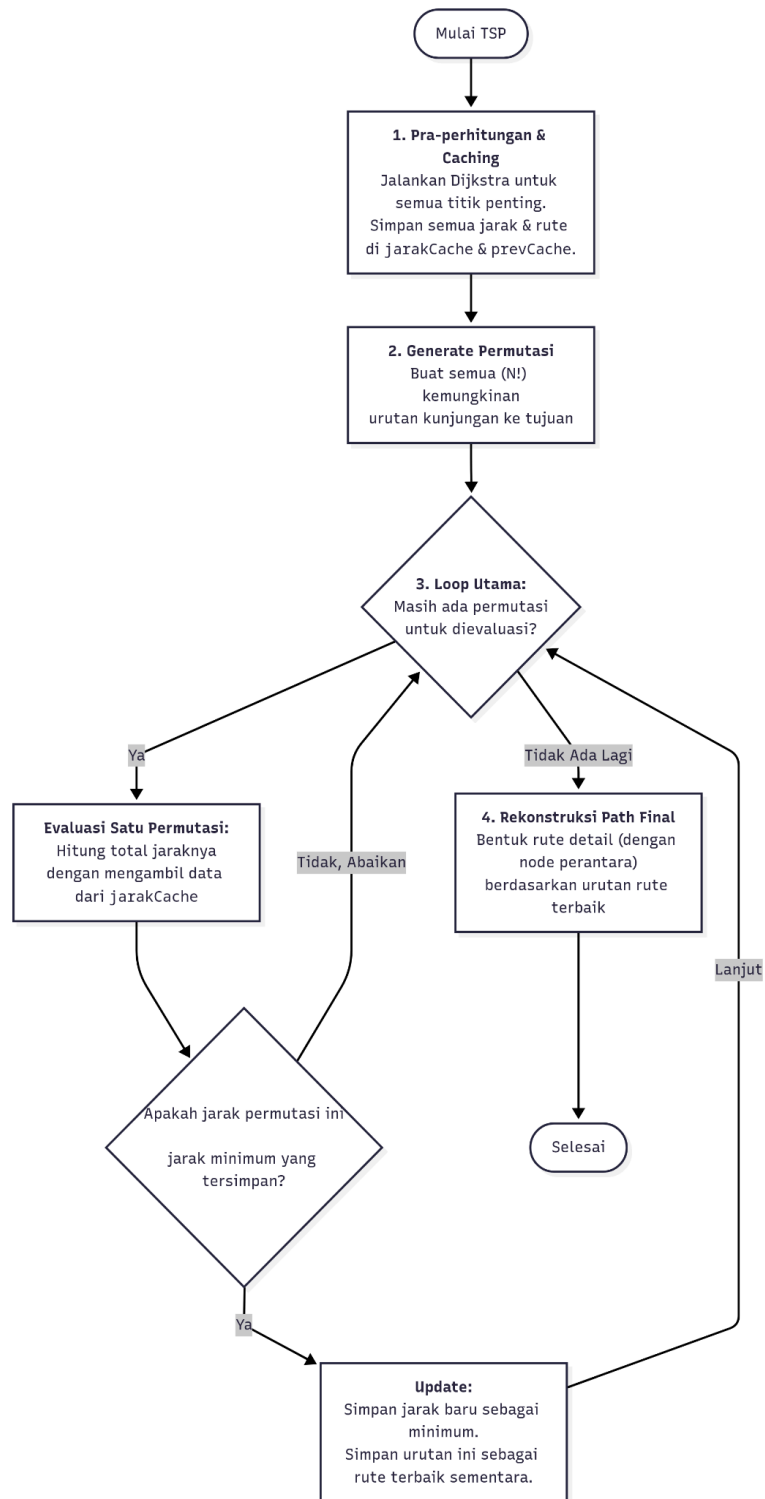 Mulai TSP
1. Pra-perhitungan &
Caching
Jalankan Dijkstra untuk
semua titik penting.
Simpan semua jarak & rute
di jarakCache & prevCache.
2. Generate Permutasi
Buat semua (N!)
kemungkinan
urutan kunjungan ke tujuan
3. Loop Utama:
Masih ada permutasi
untuk dievaluasi?
Ya
Tidak Ada Lagi
Evaluasi Satu Permutasi:
Hitung total jaraknya
dengan mengambil data
dari jarakCache
Tidak, Abaikan
4. Rekonstruksi Path Final
Bentuk rute detail (dengan
node perantara)
berdasarkan urutan rute
terbaik
Lanjut
Apakah jarak permutasi ini
jarak minimum yang
tersimpan?
Selesai
Ya
Update:
Simpan jarak baru sebagai
minimum.
Simpan urutan ini sebagai
rute terbaik sementara.